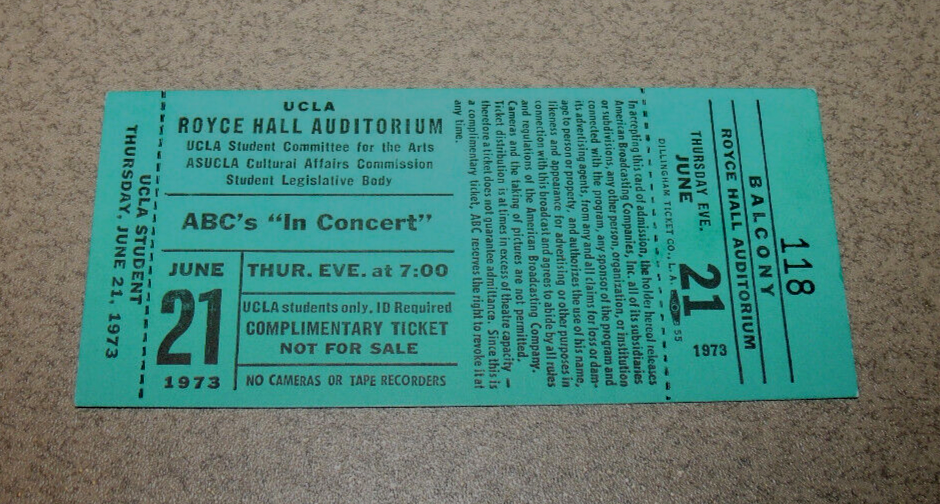 UCLA STUDENT
THURSDAY, JUNE 21, 1973
UCLA
ROYCE HALL AUDITORIUM
UCLA Student Committee for the Arts
ASUCLA Cultural Affairs Commission
Student Legislative Body
ABC's "In Concert"
JUNE
21
1973
THUR. EVE. at 7:00
UCLA students only. ID Required
COMPLIMENTARY TICKET
NOT FOR SALE
NO CAMERAS OR TAPE RECORDERS
In accepting this card of admission, the holder hereof releases
American Broadcasting Companies, Inc. all of its subsidiaries
or subdivisions, any other person, organization, or institution
connected with the program, any sponsor of the program and
its advertising agents, from any and all claims for loss or dam-
age to person or property, and authorizes the use of his name,
likeness and appearance for advertising or other purposes in
connection with this broadcast and agrees to abide by all rules
and regulations of the American Broadcasting Company.
Cameras and the taking of pictures are not permitted.
Ticket distribution is at times in excess of theatre capacity —
therefore a ticket does not guarantee admittance. Since this is
a complimentary ticket, ABC reserves the right to revoke it at
any time.
DILLINGHAM TICKET CO., L.A. 55
THURSDAY EVE.
JUNE 21 1973
ROYCE HALL AUDITORIUM
BALCONY
118